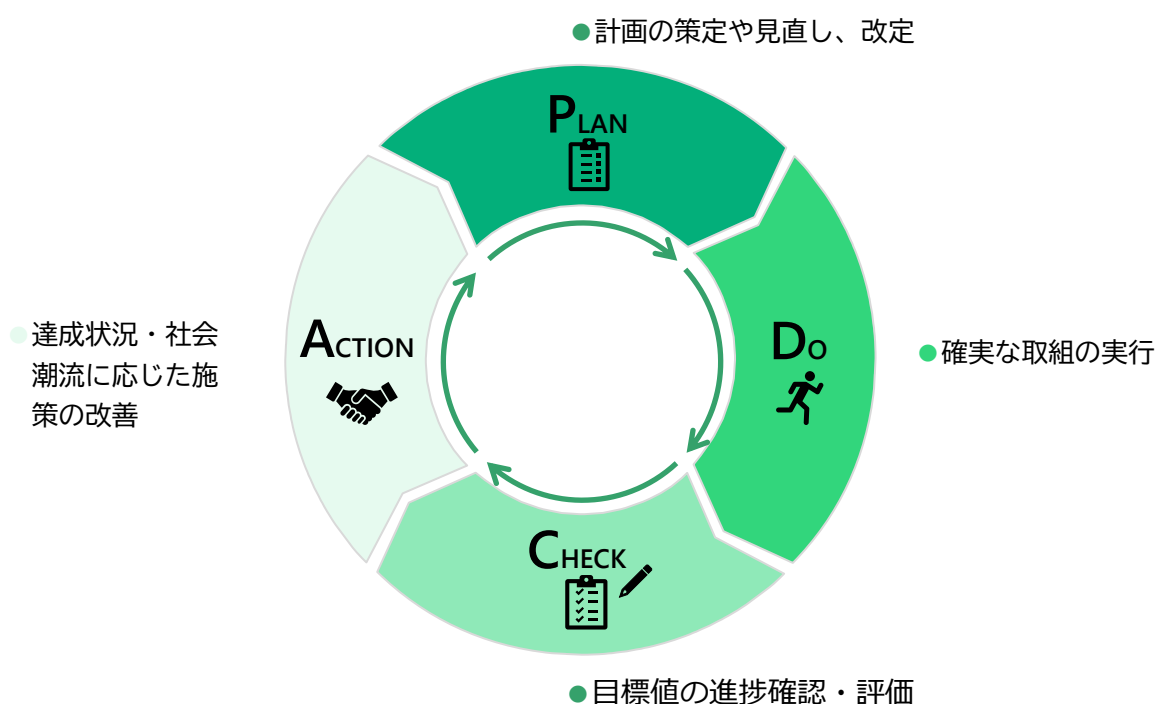 ●計画の策定や見直し、改定
PLAN
●達成状況・社会
潮流に応じた施
策の改善
ACTION
DO
●確実な取組の実行
CHECK
●目標値の進捗確認・評価